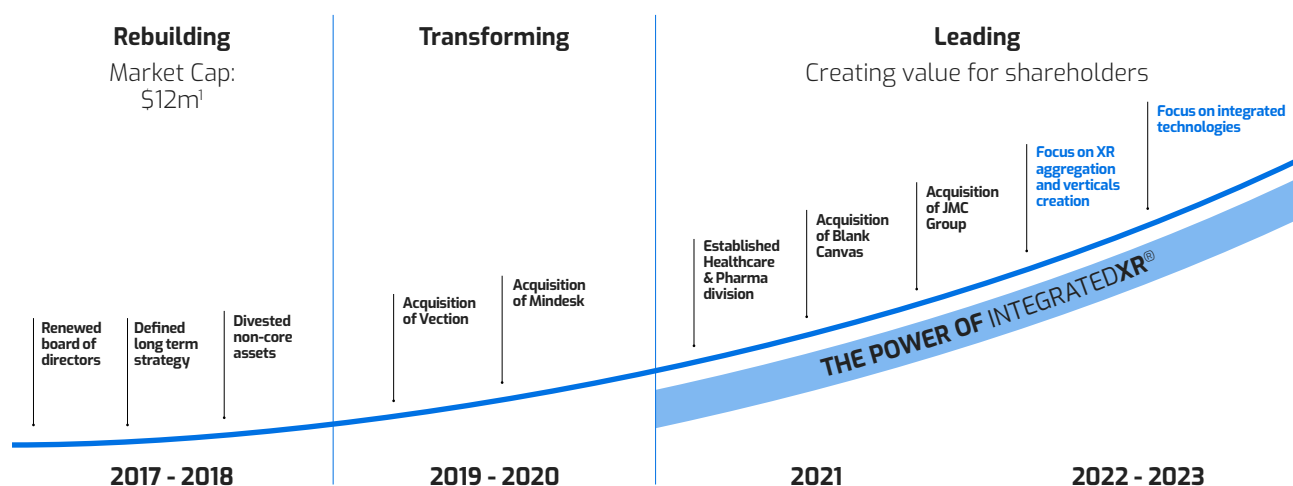 Rebuilding
Market Cap:
$12m¹
Transforming
Leading
Creating value for shareholders
Renewed
board of
directors
Defined
long term
strategy
Divested
non-core
assets
Acquisition
of Vection
Acquisition
of Mindesk
Established
Healthcare
& Pharma
division
Acquisition
of Blank
Canvas
Acquisition
of JMC
Group
Focus on XR
aggregation
and verticals
creation
Focus on integrated
technologies
THE POWER OF INTEGRATEDXR®
2017 - 2018
2019 - 2020
2021
2022 - 2023